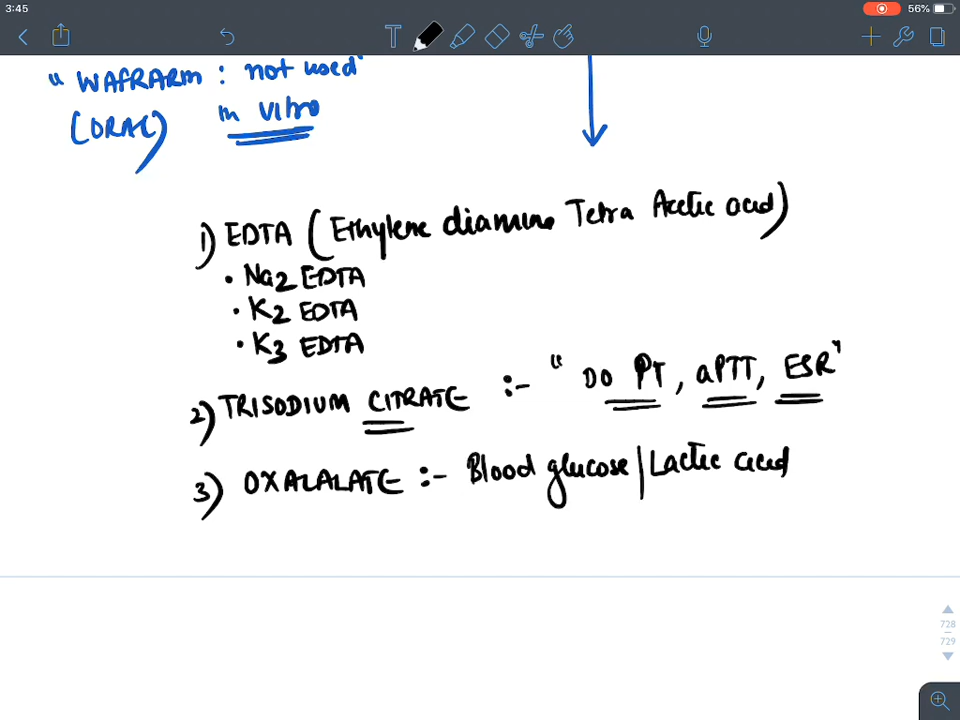 3:45
56%
T
" WAFRARM : not used"
(ORAC) in vitro
1) EDTA (Ethylene diamine Tetra Acetic acid)
• Na2 EDTA
• K2 EDTA
• K3 EDTA
2) TRISODIUM CITRATE :- " DO PT, aPTT, ESR"
3) OXALALATE :- Blood glucose/Lactic acid
728
729